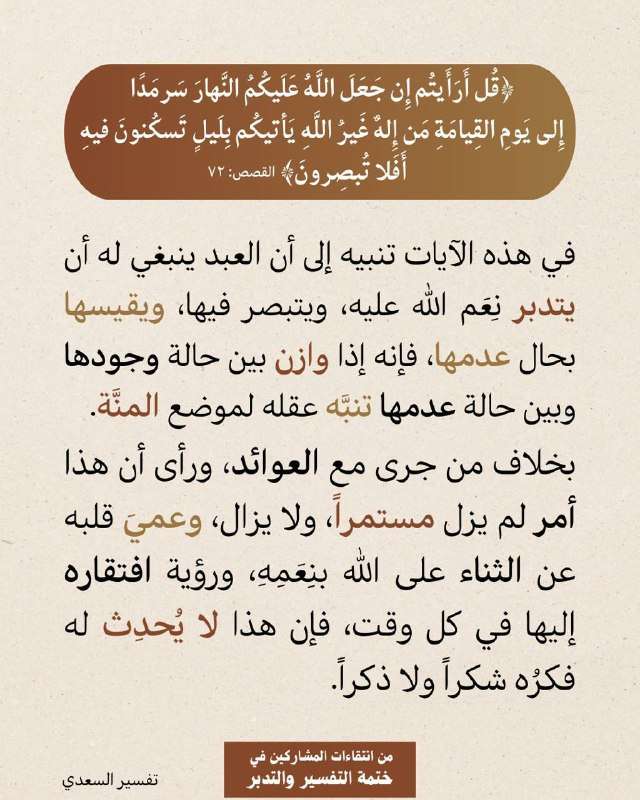 ﴿قُل أَرَأَيتُم إِن جَعَلَ اللَّهُ عَلَيكُمُ النَّهارَ سَرمَدًا
إِلى يَومِ القِيامَةِ مَن إِلهٌ غَيرُ اللَّهِ يَأتيكُم بِلَيلٍ تَسكُنونَ فيهِ
أَفَلا تُبصِرونَ﴾ القصص: ٧٢
في هذه الآيات تنبيه إلى أن العبد ينبغي له أن
يتدبر نِعَم الله عليه، ويتبصر فيها، ويقيسها
بحال عدمها، فإنه إذا وازن بين حالة وجودها
وبين حالة عدمها تنبَّه عقله لموضع المنَّة.
بخلاف من جرى مع العوائد، ورأى أن هذا
أمر لم يزل مستمراً، ولا يزال، وعميَ قلبه
عن الثناء على الله بنِعَمِهِ، ورؤية افتقاره
إليها في كل وقت، فإن هذا لا يُحدِث له
فكرُه شكراً ولا ذكراً.
من انتقاءات المشاركين في
ختمة التفسير والتدبر
تفسير السعدي